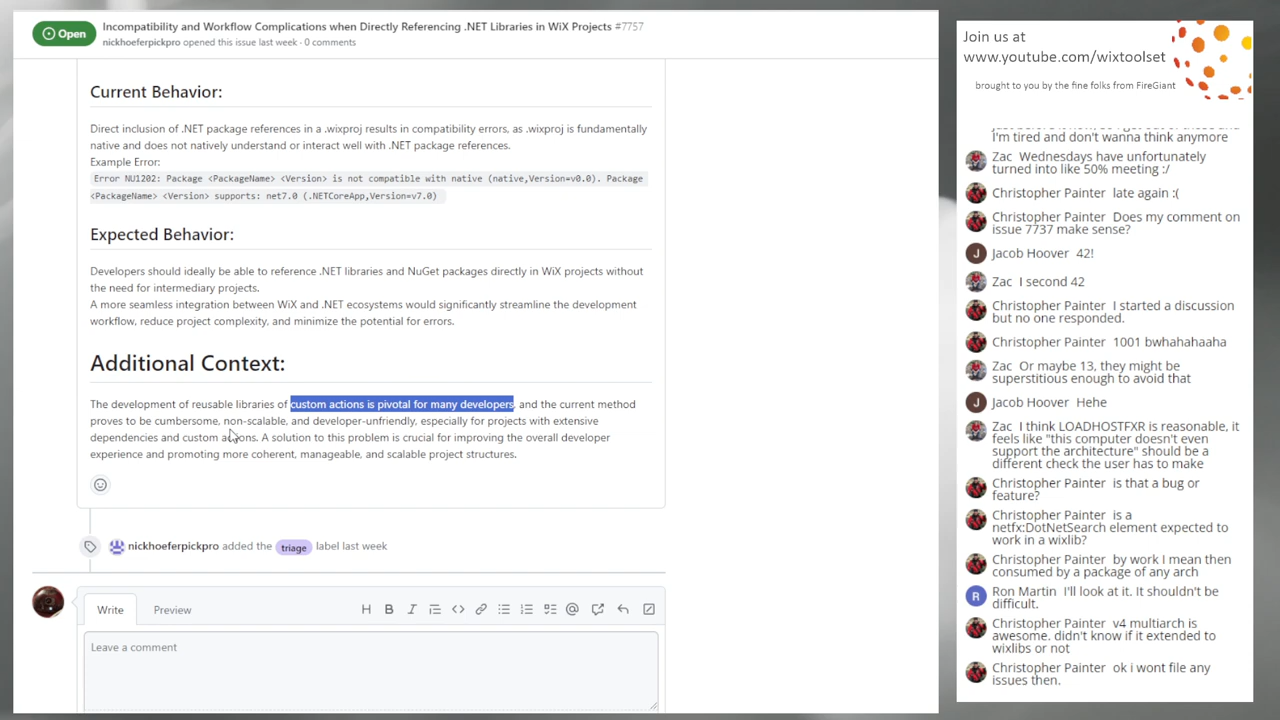 Open
Incompatibility and Workflow Complications when Directly Referencing .NET Libraries in WiX Projects #7757
nickhoeferpickpro opened this issue last week · 0 comments
Current Behavior:
Direct inclusion of .NET package references in a .wixproj results in compatibility errors, as .wixproj is fundamentally
native and does not natively understand or interact well with .NET package references.
Example Error:
Error NU1202: Package <PackageName> <Version> is not compatible with native (native,Version=v0.0). Package
<PackageName> <Version> supports: net7.0 (.NETCoreApp,Version=v7.0)
Expected Behavior:
Developers should ideally be able to reference .NET libraries and NuGet packages directly in WiX projects without
the need for intermediary projects.
A more seamless integration between WiX and .NET ecosystems would significantly streamline the development
workflow, reduce project complexity, and minimize the potential for errors.
Additional Context:
The development of reusable libraries of custom actions is pivotal for many developers, and the current method
proves to be cumbersome, non-scalable, and developer-unfriendly, especially for projects with extensive
dependencies and custom actions. A solution to this problem is crucial for improving the overall developer
experience and promoting more coherent, manageable, and scalable project structures.
nickhoeferpickpro added the triage label last week
Write Preview
Leave a comment
Join us at
www.youtube.com/wixtoolset
brought to you by the fine folks from FireGiant
I'm tired and don't wanna think anymore
Zac Wednesdays have unfortunately
turned into like 50% meeting :/
Christopher Painter late again :(
Christopher Painter Does my comment on
issue 7737 make sense?
J
Jacob Hoover 42!
Zac I second 42
Christopher Painter I started a discussion
but no one responded.
Christopher Painter 1001 bwhahahaaha
Zac Or maybe 13, they might be
superstitious enough to avoid that
J
Jacob Hoover Hehe
Zac I think LOADHOSTFXR is reasonable, it
feels like "this computer doesn't even
support the architecture" should be a
different check the user has to make
Christopher Painter is that a bug or
feature?
Christopher Painter is a
netfx:DotNetSearch element expected to
work in a wixlib?
Christopher Painter by work I mean then
consumed by a package of any arch
R
Ron Martin I'll look at it. It shouldn't be
difficult.
Christopher Painter v4 multiarch is
awesome. didn't know if it extended to
wixlibs or not
Christopher Painter ok i wont file any
issues then.